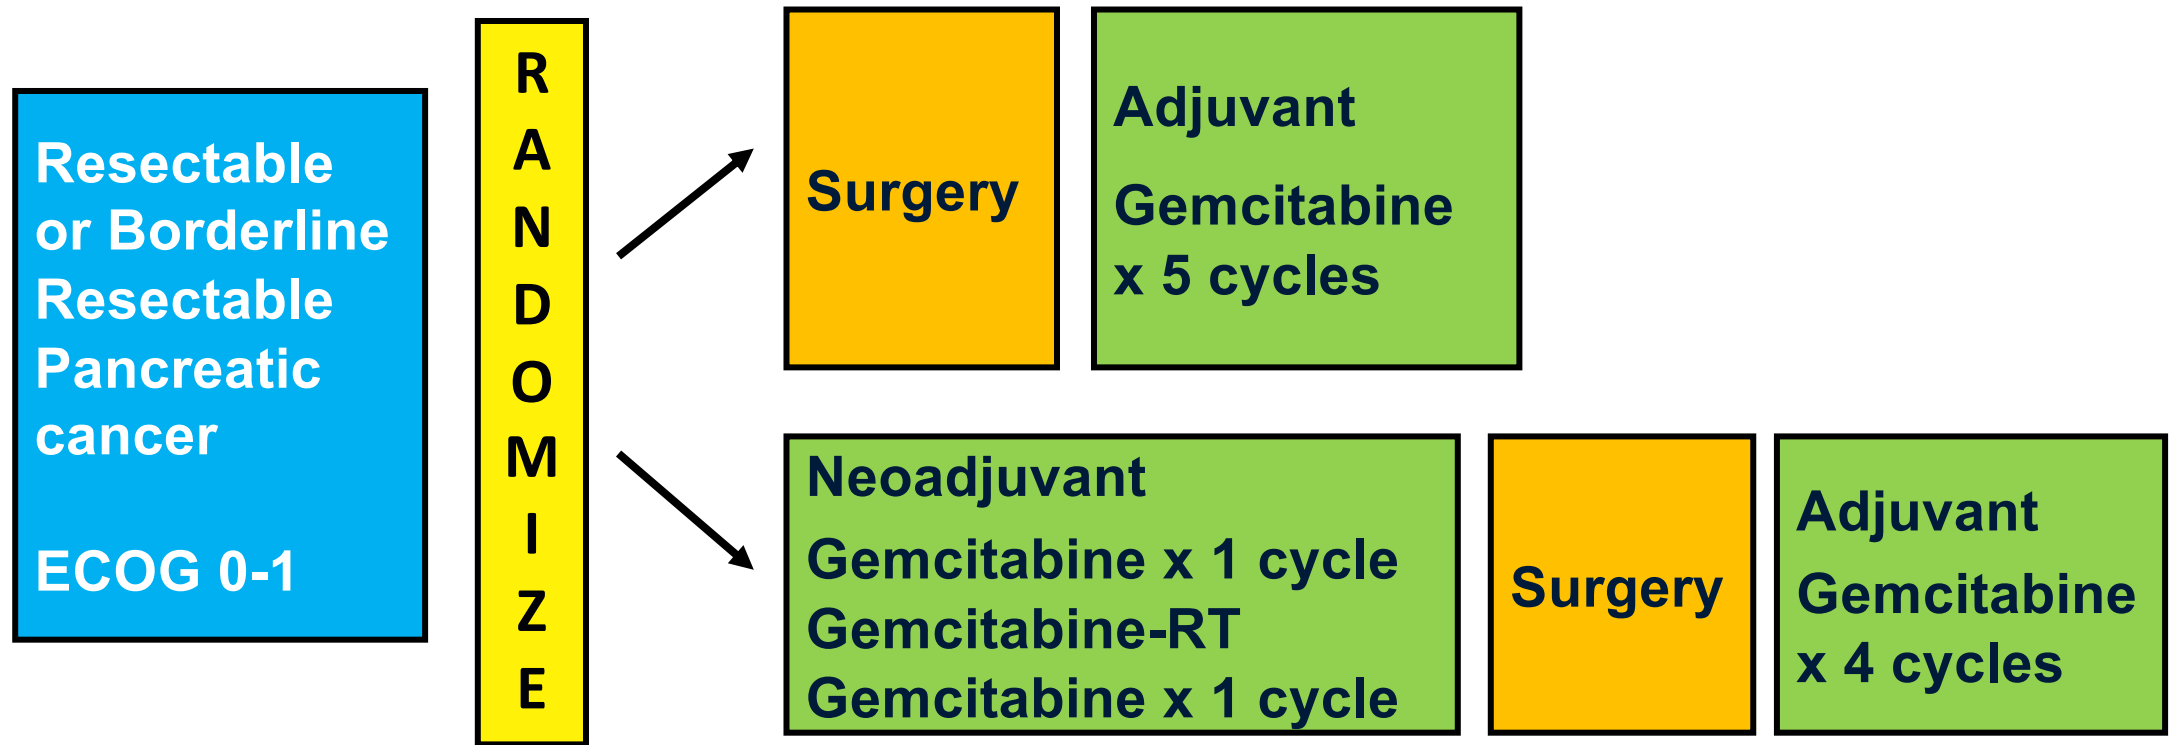 Resectable
or Borderline
Resectable
Pancreatic
cancer
ECOG 0-1
R
A
N
D
O
M
I
Z
E
Surgery
Adjuvant
Gemcitabine
x 5 cycles
Neoadjuvant
Gemcitabine x 1 cycle
Gemcitabine-RT
Gemcitabine x 1 cycle
Surgery
Adjuvant
Gemcitabine
x 4 cycles